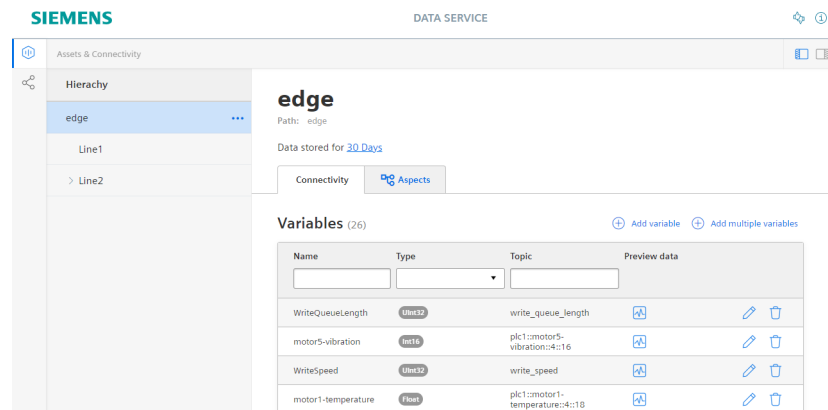 SIEMENS
DATA SERVICE
Assets & Connectivity
Hierachy
edge
Line1
Line2
edge
Path: edge
Data stored for 30 Days
Connectivity
Aspects
Variables (26)
Add variable
Add multiple variables
Name Type Topic Preview data
WriteQueueLength UInt32 write_queue_length
motor5-vibration Int16 plc1::motor5-
vibration::4::16
WriteSpeed UInt32 write_speed
motor1-temperature Float plc1::motor1-
temperature::4::18